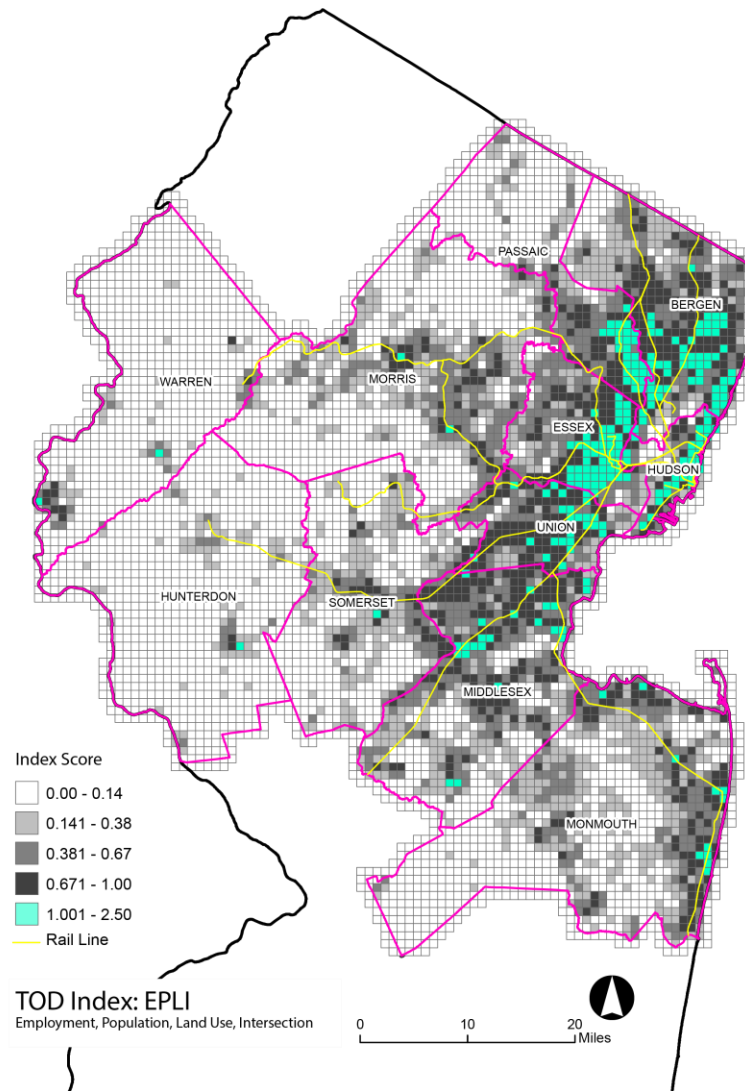 PASSAIC
BERGEN
WARREN
MORRIS
ESSEX
HUDSON
UNION
HUNTERDON
SOMERSET
MIDDLESEX
MONMOUTH
Index Score
0.00 - 0.14
0.141 - 0.38
0.381 - 0.67
0.671 - 1.00
1.001 - 2.50
Rail Line
TOD Index: EPLI
Employment, Population, Land Use, Intersection
0 10 20
Miles